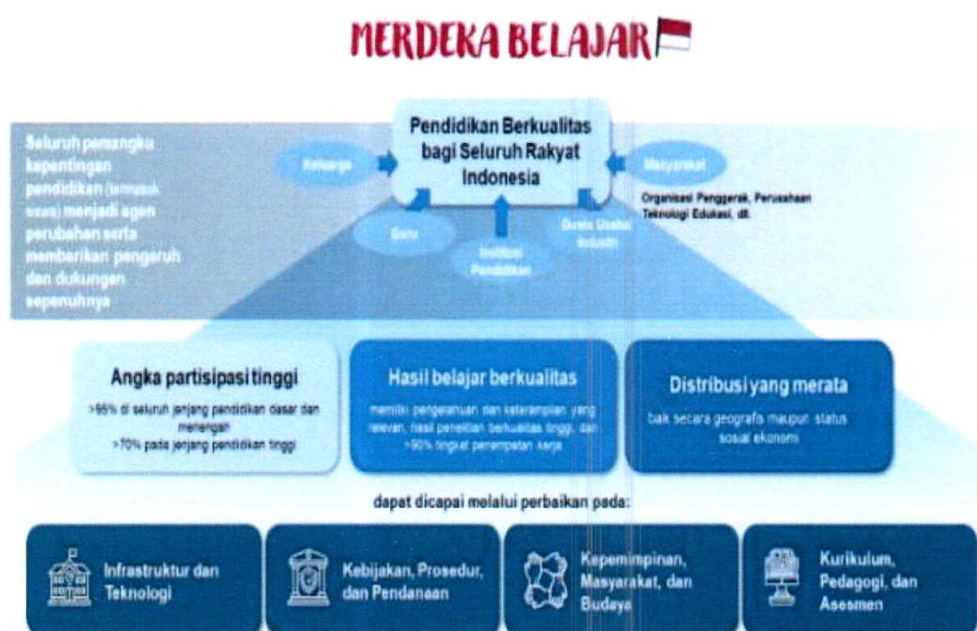 MERDEKA BELAJAR
Pendidikan Berkualitas
bagi Seluruh Rakyat
Indonesia
Seluruh pemangku
kepentingan
pendidikan (termasuk
siswa) menjadi agen
perubahan serta
memberikan pengaruh
dan dukungan
sepenuhnya
Keluarga
Guru
Institusi
Pendidikan
Dunia Usaha/
Industri
Masyarakat
Organisasi Penggerak, Perusahaan
Teknologi Edukasi, dll.
Angka partisipasi tinggi
>95% di seluruh jenjang pendidikan dasar dan
menengah
>70% pada jenjang pendidikan tinggi
Hasil belajar berkualitas
memiliki pengetahuan dan keterampilan yang
relevan, hasil penelitian berkualitas tinggi, dan
>90% tingkat penempatan kerja
Distribusi yang merata
baik secara geografis maupun status
sosial ekonomi
dapat dicapai melalui perbaikan pada:
Infrastruktur dan
Teknologi
Kebijakan, Prosedur,
dan Pendanaan
Kepemimpinan,
Masyarakat, dan
Budaya
Kurikulum,
Pedagogi, dan
Asesmen